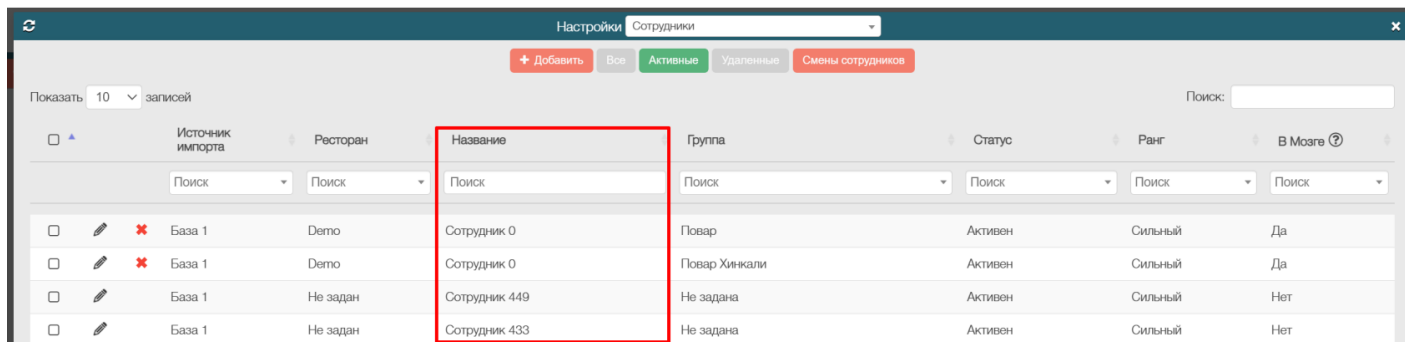 Настройки Сотрудники
+ Добавить Все Активные Удаленные Смены сотрудников
Показать 10 записей Поиск:
Источник импорта Ресторан Название Группа Статус Ранг В Мозге ?
Поиск Поиск Поиск Поиск Поиск Поиск Поиск
База 1 Demo Сотрудник 0 Повар Активен Сильный Да
База 1 Demo Сотрудник 0 Повар Хинкали Активен Сильный Да
База 1 Не задан Сотрудник 449 Не задана Активен Сильный Нет
База 1 Не задан Сотрудник 433 Не задана Активен Сильный Нет